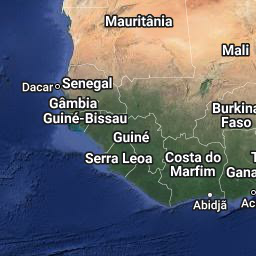 Mauritânia
Mali
Dacar
Senegal
Gâmbia
Guiné-Bissau
Burkina
Faso
Guiné
Serra Leoa
Costa do
Marfim
T
Gana
Abidjã
Ac